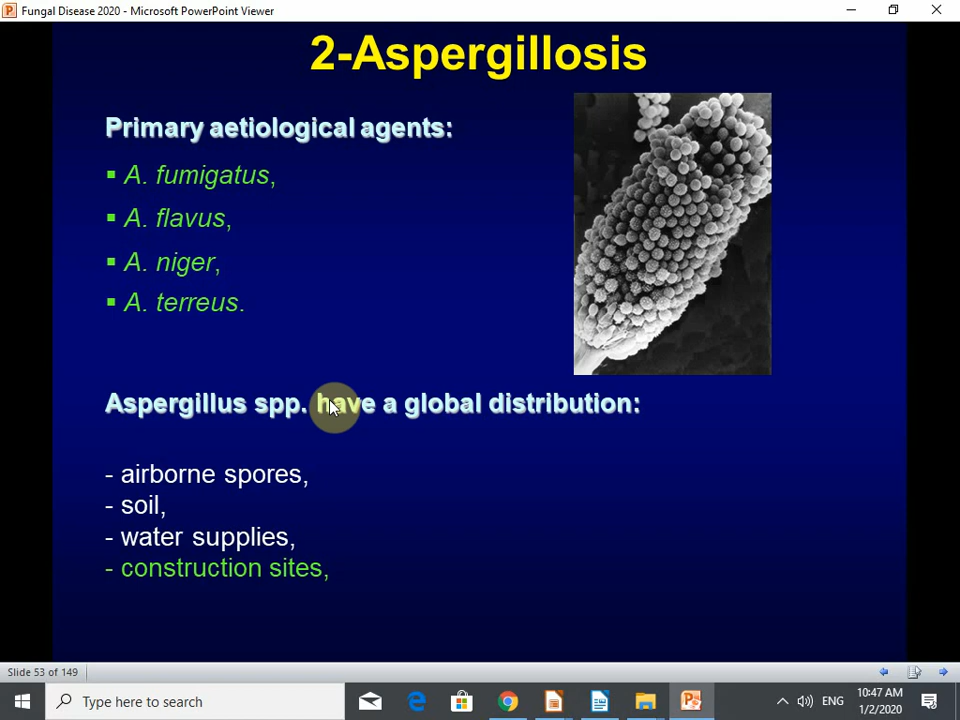 Fungal Disease 2020 - Microsoft PowerPoint Viewer
2-Aspergillosis
Primary aetiological agents:
▪ A. fumigatus,
▪ A. flavus,
▪ A. niger,
▪ A. terreus.
Aspergillus spp. have a global distribution:
- airborne spores,
- soil,
- water supplies,
- construction sites,
Slide 53 of 149
Type here to search
ENG
10:47 AM
1/2/2020